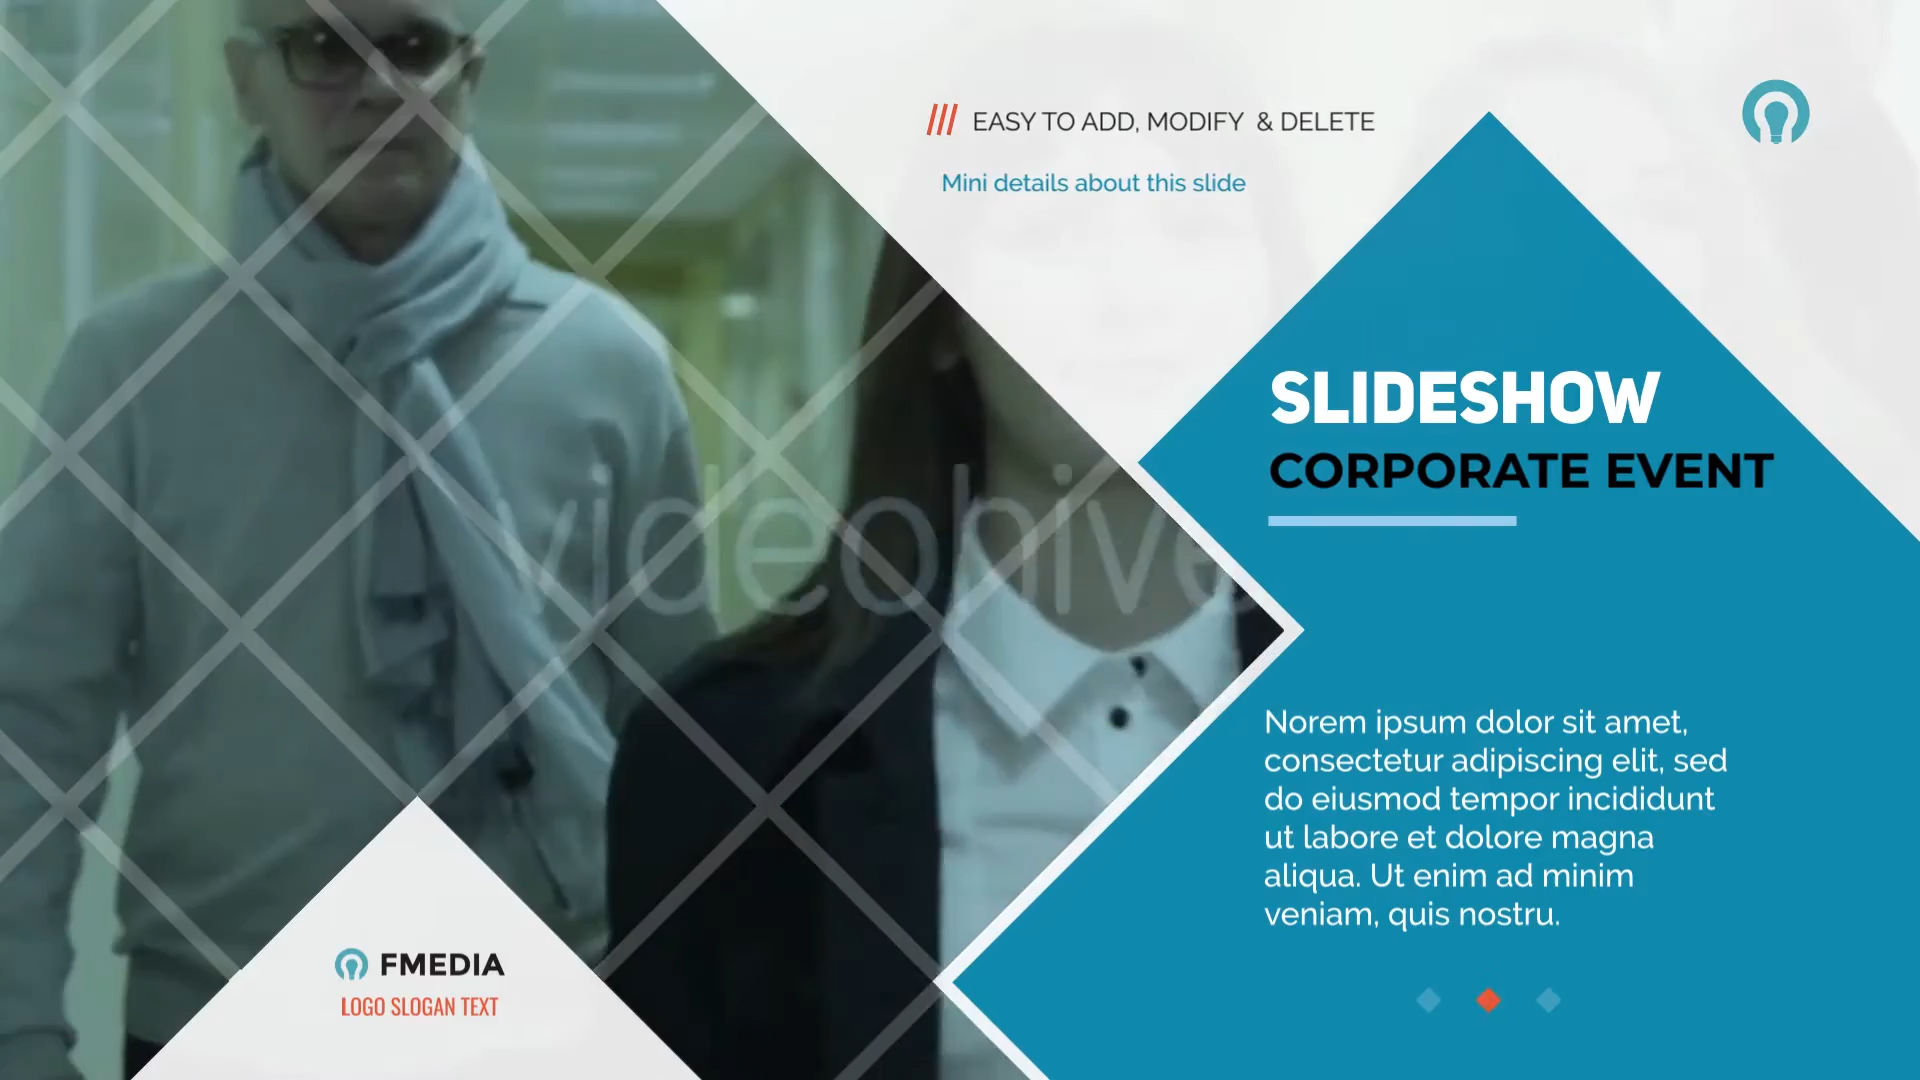 EASY TO ADD, MODIFY & DELETE
Mini details about this slide
SLIDESHOW
CORPORATE EVENT
videohive
Norem ipsum dolor sit amet,
consectetur adipiscing elit, sed
do eiusmod tempor incididunt
ut labore et dolore magna
aliqua. Ut enim ad minim
veniam, quis nostru.
FMEDIA
LOGO SLOGAN TEXT